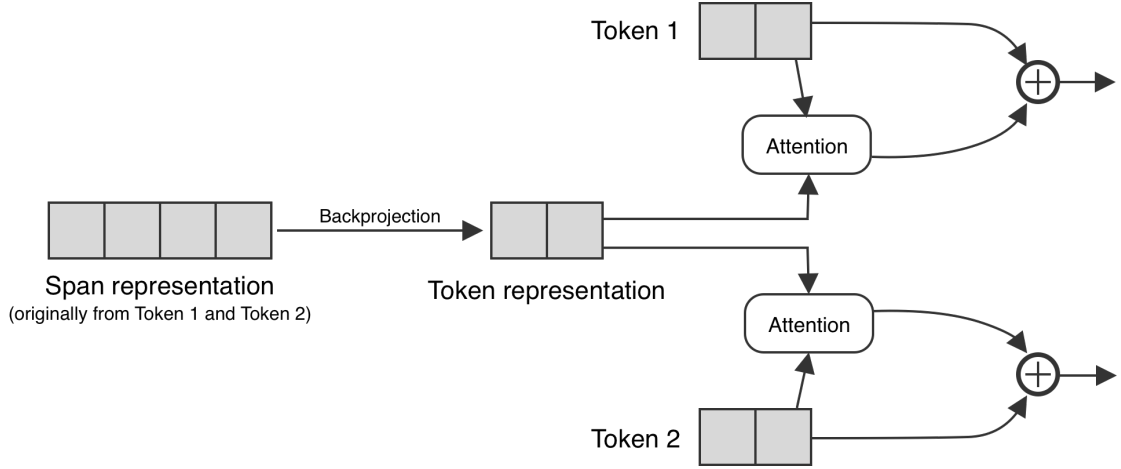 Token 1
Attention
Backprojection
Span representation
(originally from Token 1 and Token 2)
Token representation
Attention
Token 2